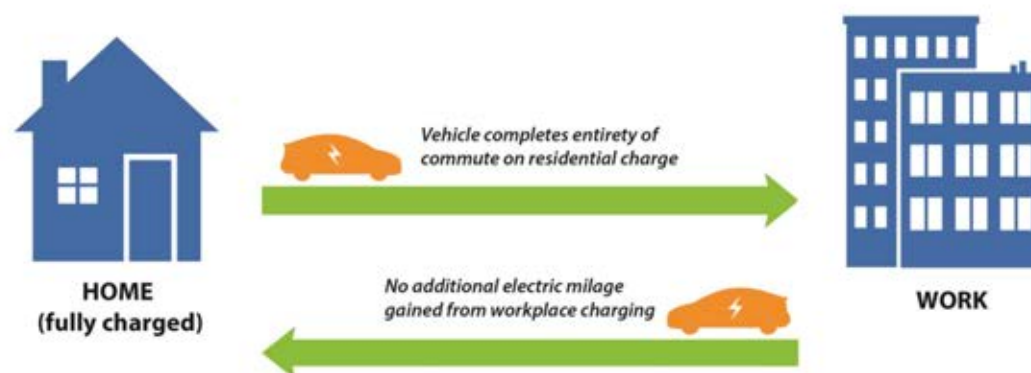 Vehicle completes entirety of
commute on residential charge
HOME
(fully charged)
No additional electric milage
gained from workplace charging
WORK